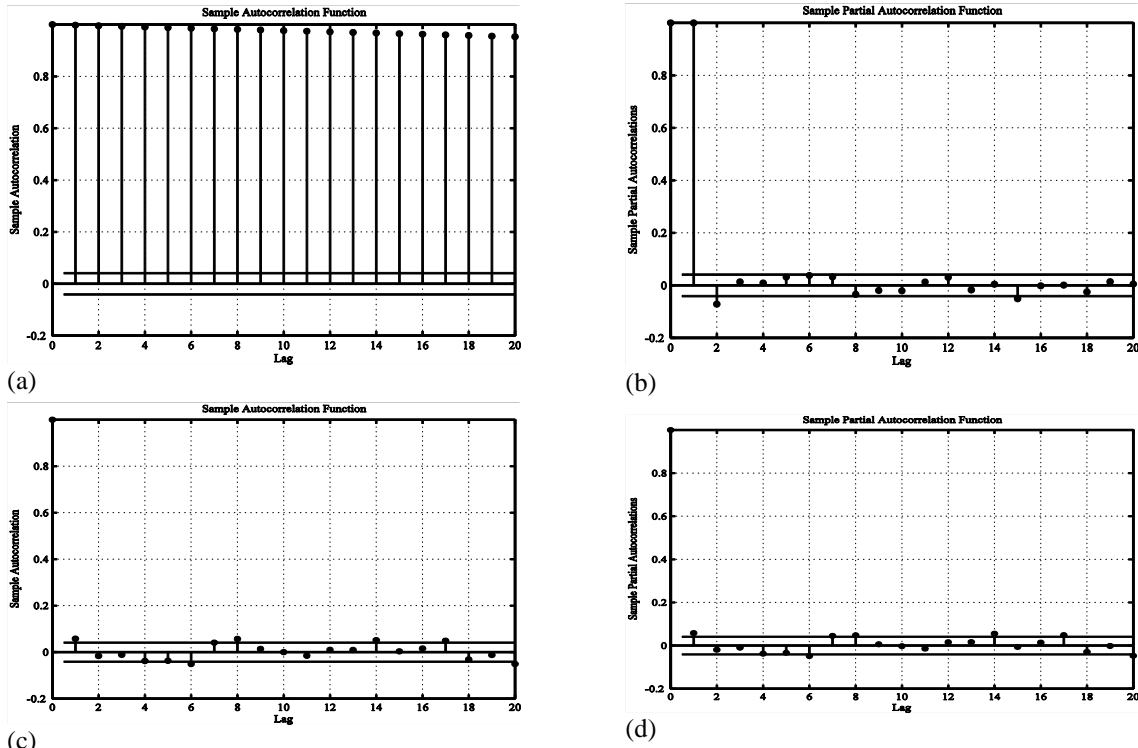 Sample Autocorrelation Function
Sample Autocorrelation
0.8
0.6
0.4
0.2
0
-0.2
0 2 4 6 8 10 12 14 16 18 20
Lag
(a)
Sample Partial Autocorrelation Function
Sample Partial Autocorrelations
0.8
0.6
0.4
0.2
0
-0.2
0 2 4 6 8 10 12 14 16 18 20
Lag
(b)
Sample Autocorrelation Function
Sample Autocorrelation
0.8
0.6
0.4
0.2
0
-0.2
0 2 4 6 8 10 12 14 16 18 20
Lag
(c)
Sample Partial Autocorrelation Function
Sample Partial Autocorrelations
0.8
0.6
0.4
0.2
0
-0.2
0 2 4 6 8 10 12 14 16 18 20
Lag
(d)